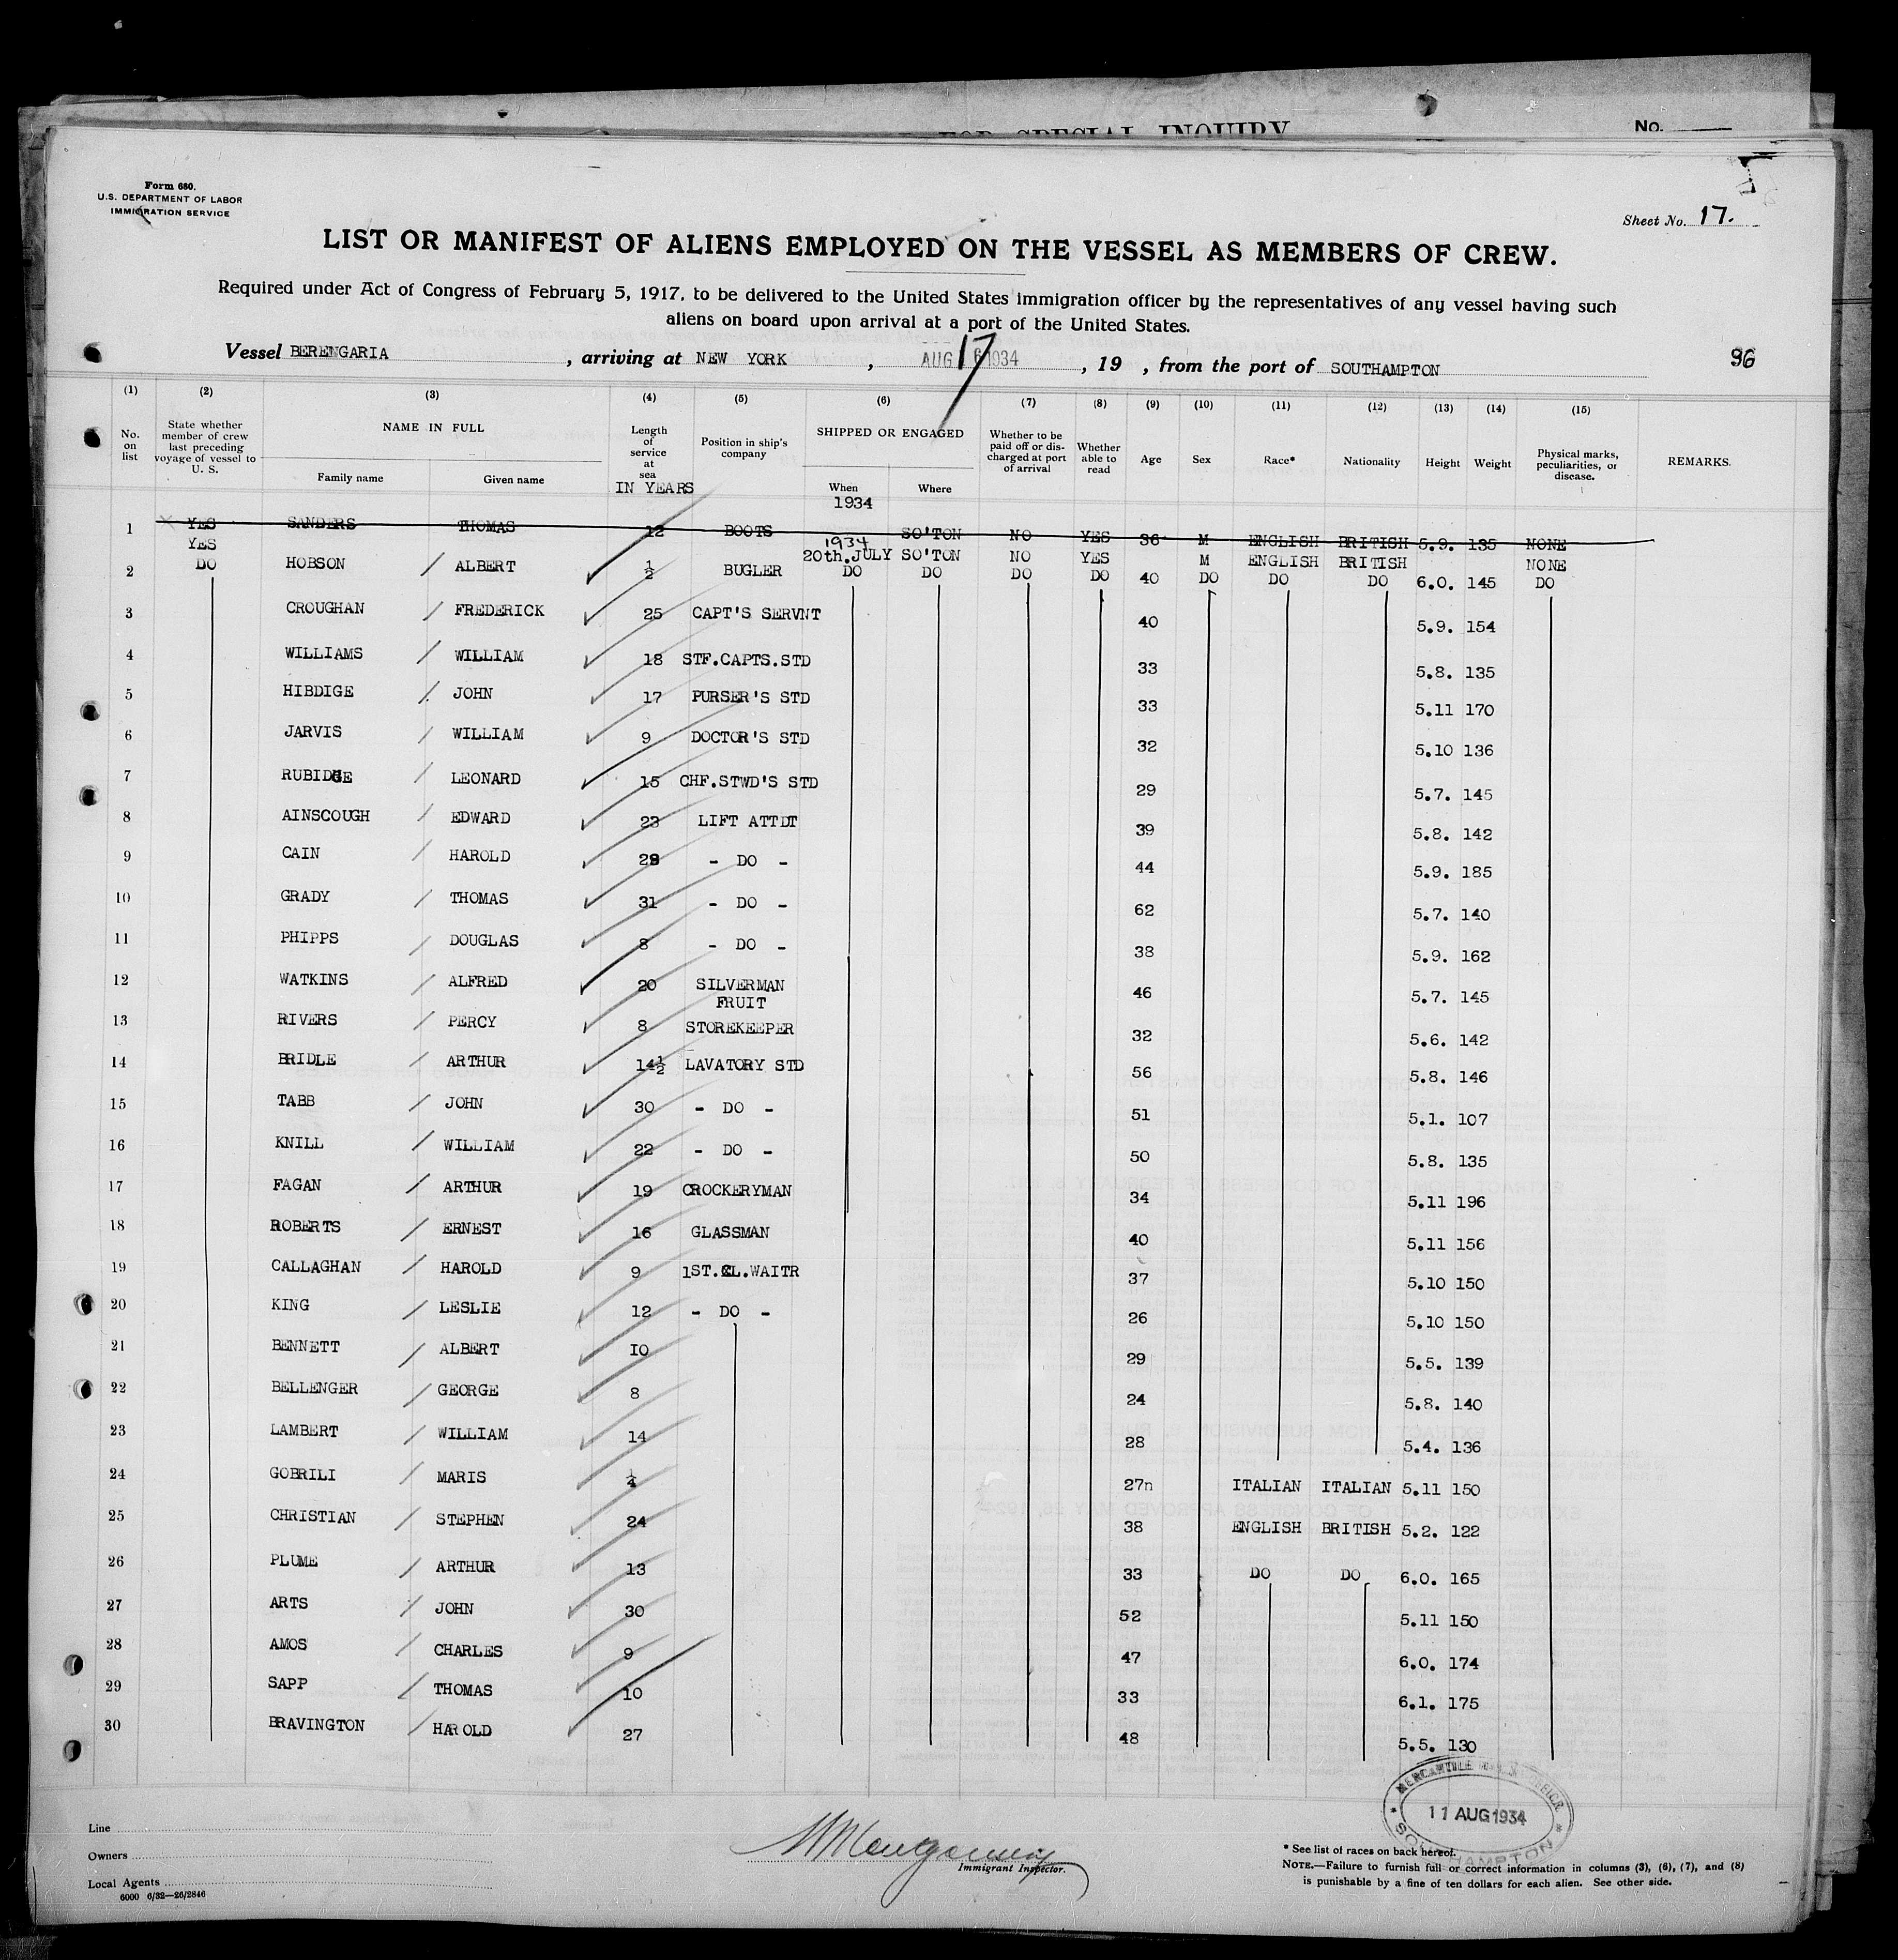 FOR SPECIAL INQUIRY
No.
Form 680.
U.S. DEPARTMENT OF LABOR
IMMIGRATION SERVICE
Sheet No. 17.
LIST OR MANIFEST OF ALIENS EMPLOYED ON THE VESSEL AS MEMBERS OF CREW.
Required under Act of Congress of February 5, 1917, to be delivered to the United States immigration officer by the representatives of any vessel having such
aliens on board upon arrival at a port of the United States.
Vessel BERENGARIA, arriving at NEW YORK, AUG 17 1934, 19 , from the port of SOUTHAMPTON 96
(1) (2) (3) (4) (5) (6) (7) (8) (9) (10) (11) (12) (13) (14) (15)
No. on list State whether member of crew last preceding voyage of vessel to U. S. NAME IN FULL Family name Given name Length of service at sea IN YEARS Position in ship's company SHIPPED OR ENGAGED When Where Whether to be paid off or discharged at port of arrival Whether able to read Age Sex Race* Nationality Height Weight Physical marks, peculiarities, or disease. REMARKS.
1934
1 YES SANDERS THOMAS 12 BOOTS SO'TON NO YES 36 M ENGLISH BRITISH 5.9. 135 NONE
YES 1934 20th.JULY SO'TON NO YES M ENGLISH BRITISH NONE
2 DO HOBSON ALBERT ½ BUGLER DO DO DO DO 40 DO DO DO 6.0. 145 DO
3 CROUGHAN FREDERICK 25 CAPT'S SERVNT 40 5.9. 154
4 WILLIAMS WILLIAM 18 STF.CAPTS.STD 33 5.8. 135
5 HIBDIGE JOHN 17 PURSER'S STD 33 5.11 170
6 JARVIS WILLIAM 9 DOCTOR'S STD 32 5.10 136
7 RUBIDGE LEONARD 15 CHF.STWD'S STD 29 5.7. 145
8 AINSCOUGH EDWARD 23 LIFT ATTDT 39 5.8. 142
9 CAIN HAROLD 28 - DO - 44 5.9. 185
10 GRADY THOMAS 31 - DO - 62 5.7. 140
11 PHIPPS DOUGLAS 8 - DO - 38 5.9. 162
12 WATKINS ALFRED 20 SILVERMAN 46 5.7. 145
13 RIVERS PERCY 8 FRUIT STOREKEEPER 32 5.6. 142
14 BRIDLE ARTHUR 14½ LAVATORY STD 56 5.8. 146
15 TABB JOHN 30 - DO - 51 5.1. 107
16 KNILL WILLIAM 22 - DO - 50 5.8. 135
17 FAGAN ARTHUR 19 CROCKERYMAN 34 5.11 196
18 ROBERTS ERNEST 16 GLASSMAN 40 5.11 156
19 CALLAGHAN HAROLD 9 1ST.CL.WAITR 37 5.10 150
20 KING LESLIE 12 - DO - 26 5.10 150
21 BENNETT ALBERT IO 29 5.5. 139
22 BELLENGER GEORGE 8 24 5.8. 140
23 LAMBERT WILLIAM 14 28 5.4. 136
24 GOBRILI MARIS ¼ 27n ITALIAN ITALIAN 5.11 150
25 CHRISTIAN STEPHEN 24 38 ENGLISH BRITISH 5.2. 122
26 PLUME ARTHUR 13 33 DO DO 6.0. 165
27 ARTS JOHN 30 52 5.11 150
28 AMOS CHARLES 9 47 6.0. 174
29 SAPP THOMAS 10 33 6.1. 175
30 BRAVINGTON HAROLD 27 48 5.5. 130
MERCANTILE MARINE OFFICE
11 AUG 1934
SOUTHAMPTON
Line
Owners
Local Agents
6000 6/32—26/2846
Immigrant Inspector.
* See list of races on back hereof.
NOTE.—Failure to furnish full or correct information in columns (3), (6), (7), and (8)
is punishable by a fine of ten dollars for each alien. See other side.